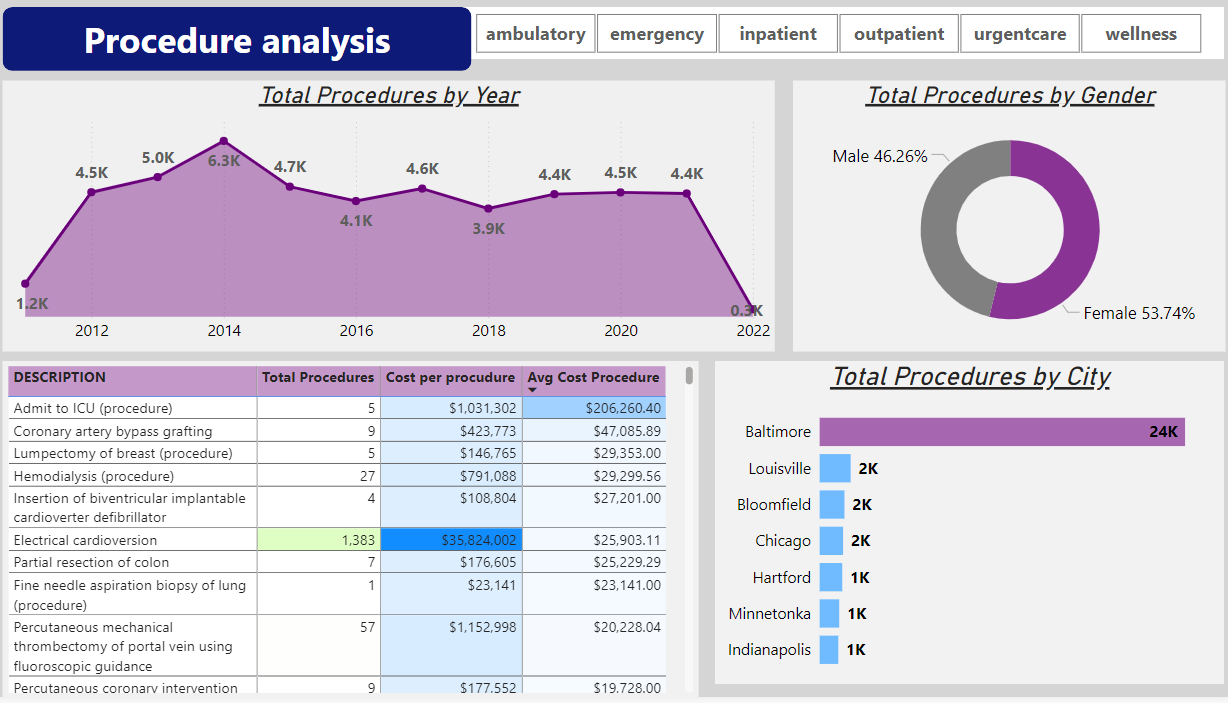 Procedure analysis
ambulatory
emergency
inpatient
outpatient
urgentcare
wellness
Total Procedures by Year
4.5K
5.0K
6.3K
4.7K
4.1K
4.6K
3.9K
4.4K
4.5K
4.4K
1.2K
0.3K
2012 2014 2016 2018 2020 2022
Total Procedures by Gender
Male 46.26%
Female 53.74%
DESCRIPTION Total Procedures Cost per procudure Avg Cost Procedure
Admit to ICU (procedure) 5 $1,031,302 $206,260.40
Coronary artery bypass grafting 9 $423,773 $47,085.89
Lumpectomy of breast (procedure) 5 $146,765 $29,353.00
Hemodialysis (procedure) 27 $791,088 $29,299.56
Insertion of biventricular implantable 4 $108,804 $27,201.00
cardioverter defibrillator
Electrical cardioversion 1,383 $35,824,002 $25,903.11
Partial resection of colon 7 $176,605 $25,229.29
Fine needle aspiration biopsy of lung 1 $23,141 $23,141.00
(procedure)
Percutaneous mechanical 57 $1,152,998 $20,228.04
thrombectomy of portal vein using
fluoroscopic guidance
Percutaneous coronary intervention 9 $177,552 $19,728.00
Total Procedures by City
Baltimore 24K
Louisville 2K
Bloomfield 2K
Chicago 2K
Hartford 1K
Minnetonka 1K
Indianapolis 1K